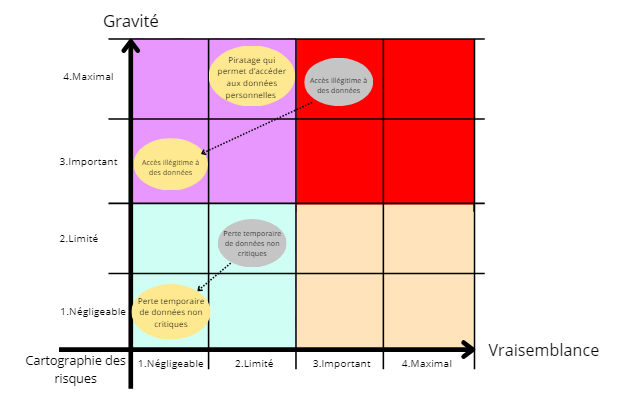 Gravité
4.Maximal
Piratage qui
permet d'accéder
aux données
personnelles
Accès illégitime à
des données
3.Important
Accès illégitime à
des données
2.Limité
Perte temporaire
de données non
critiques
1.Négligeable
Perte temporaire
de données non
critiques
Cartographie des
risques
1.Négligeable
2.Limité
3.Important
4.Maximal
Vraisemblance